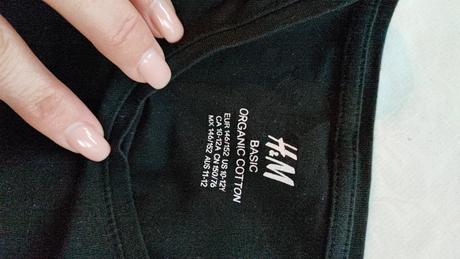 H&M
BASIC
ORGANIC COTTON
EUR 146/152 US 10-12Y
CA 10-12A CN 150/76
MX 146/152 AUS 11-12